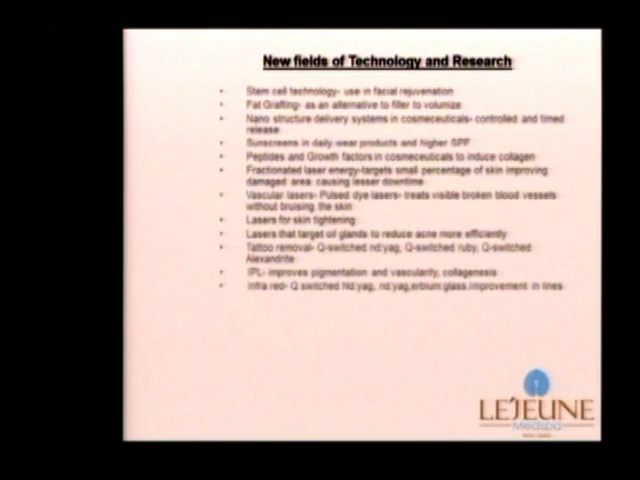 New fields of Technology and Research
• Stem cell technology- use in facial rejuvenation
• Fat Grafting- as an alternative to filler to volumize
• Nano structure delivery systems in cosmeceuticals- controlled and timed
release
• Sunscreens in daily wear products and higher SPF
• Peptides and Growth factors in cosmeceuticals to induce collagen
• Fractionated laser energy-targets small percentage of skin improving
damaged area causing lesser downtime
• Vascular lasers- Pulsed dye lasers- treats visible broken blood vessels
without bruising the skin
• Lasers for skin tightening
• Lasers that target oil glands to reduce acne more efficiently
• Tattoo removal- Q-switched nd:yag, Q-switched ruby, Q-switched
Alexandrite
• IPL- improves pigmentation and vascularity, collagenesis
• Infra red- Q switched Nd:yag, nd:yag,erbium:glass.Improvement in lines
LE'JEUNE
Medspa